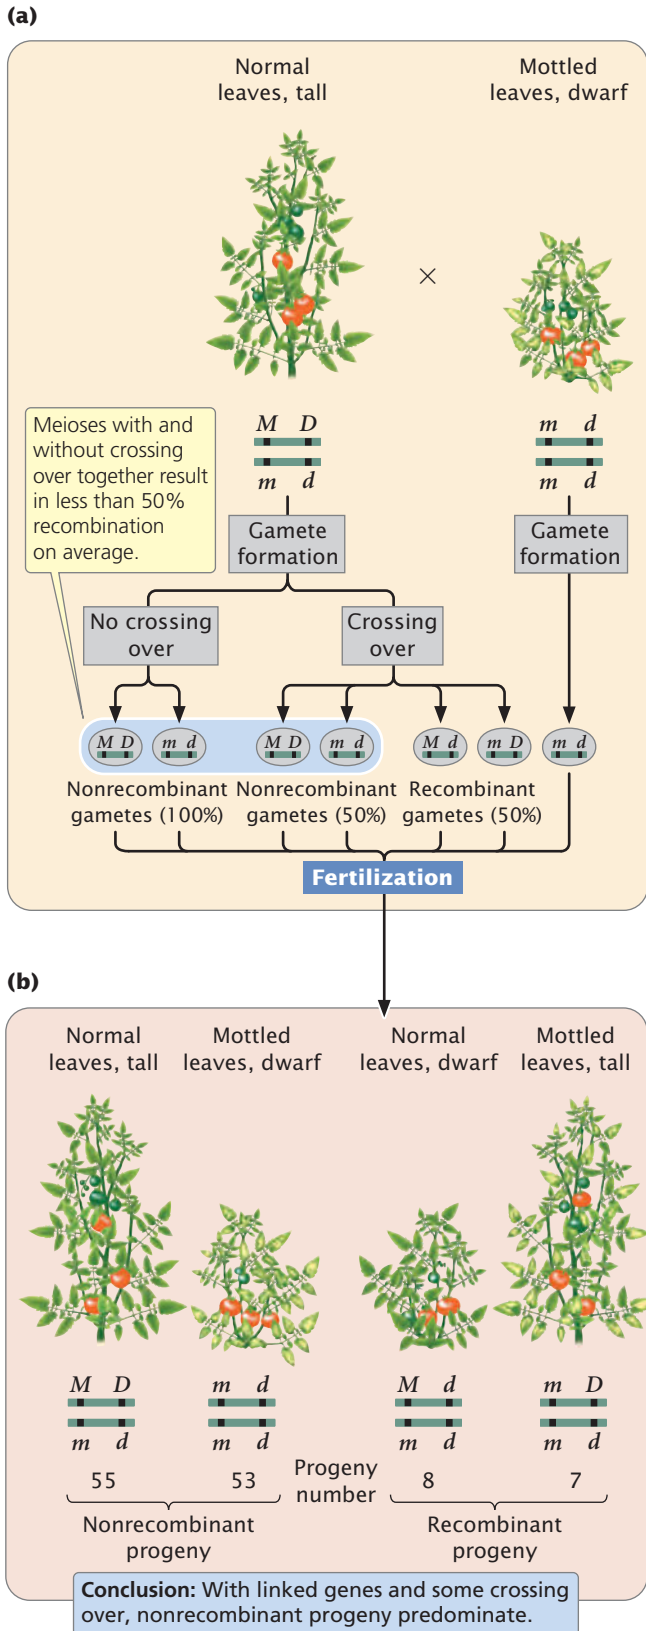 (a)
Normal
leaves, tall
Mottled
leaves, dwarf
×
Meioses with and
without crossing
over together result
in less than 50%
recombination
on average.
M D
m d
m d
m d
Gamete
formation
Gamete
formation
No crossing
over
Crossing
over
M D
m d
M D
m d
M d
m D
m d
Nonrecombinant
gametes (100%)
Nonrecombinant
gametes (50%)
Recombinant
gametes (50%)
Fertilization
(b)
Normal
leaves, tall
Mottled
leaves, dwarf
Normal
leaves, dwarf
Mottled
leaves, tall
M D
m d
m d
m d
M d
m d
m D
m d
55
53
Progeny
number
8
7
Nonrecombinant
progeny
Recombinant
progeny
Conclusion: With linked genes and some crossing
over, nonrecombinant progeny predominate.